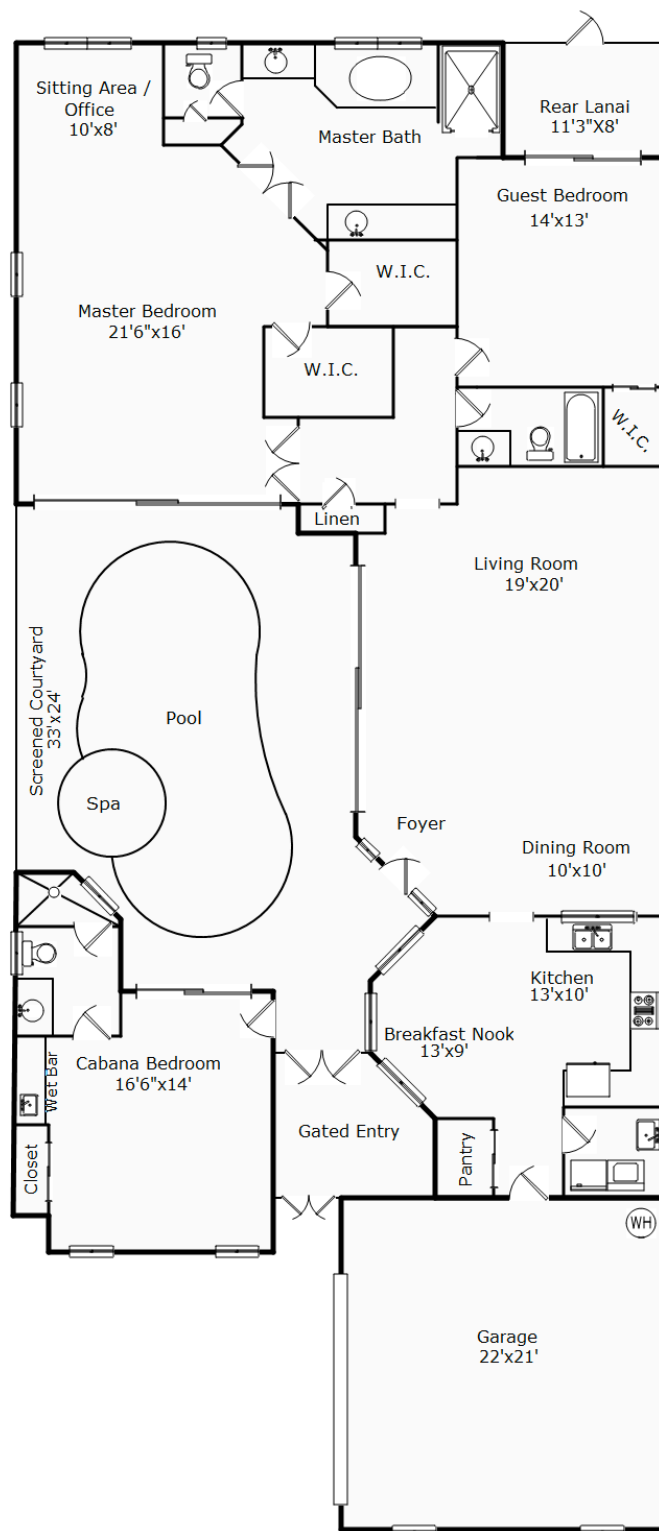 Sitting Area /
Office
10'x8'
Master Bath
Rear Lanai
11'3"X8'
Guest Bedroom
14'x13'
W.I.C.
Master Bedroom
21'6"x16'
W.I.C.
W.I.C.
Linen
Living Room
19'x20'
Screened Courtyard
33'x24'
Pool
Spa
Foyer
Dining Room
10'x10'
Kitchen
13'x10'
Breakfast Nook
13'x9'
Cabana Bedroom
16'6"x14'
Wet Bar
Gated Entry
Closet
Pantry
WH
Garage
22'x21'